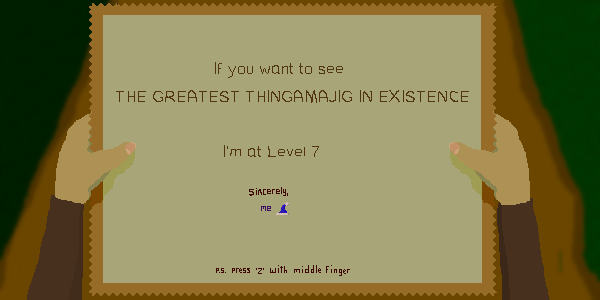 If you want to see
THE GREATEST THINGAMAJIG IN EXISTENCE
I'm at Level 7
Sincerely,
me
P.S. Press 'Z' with middle finger